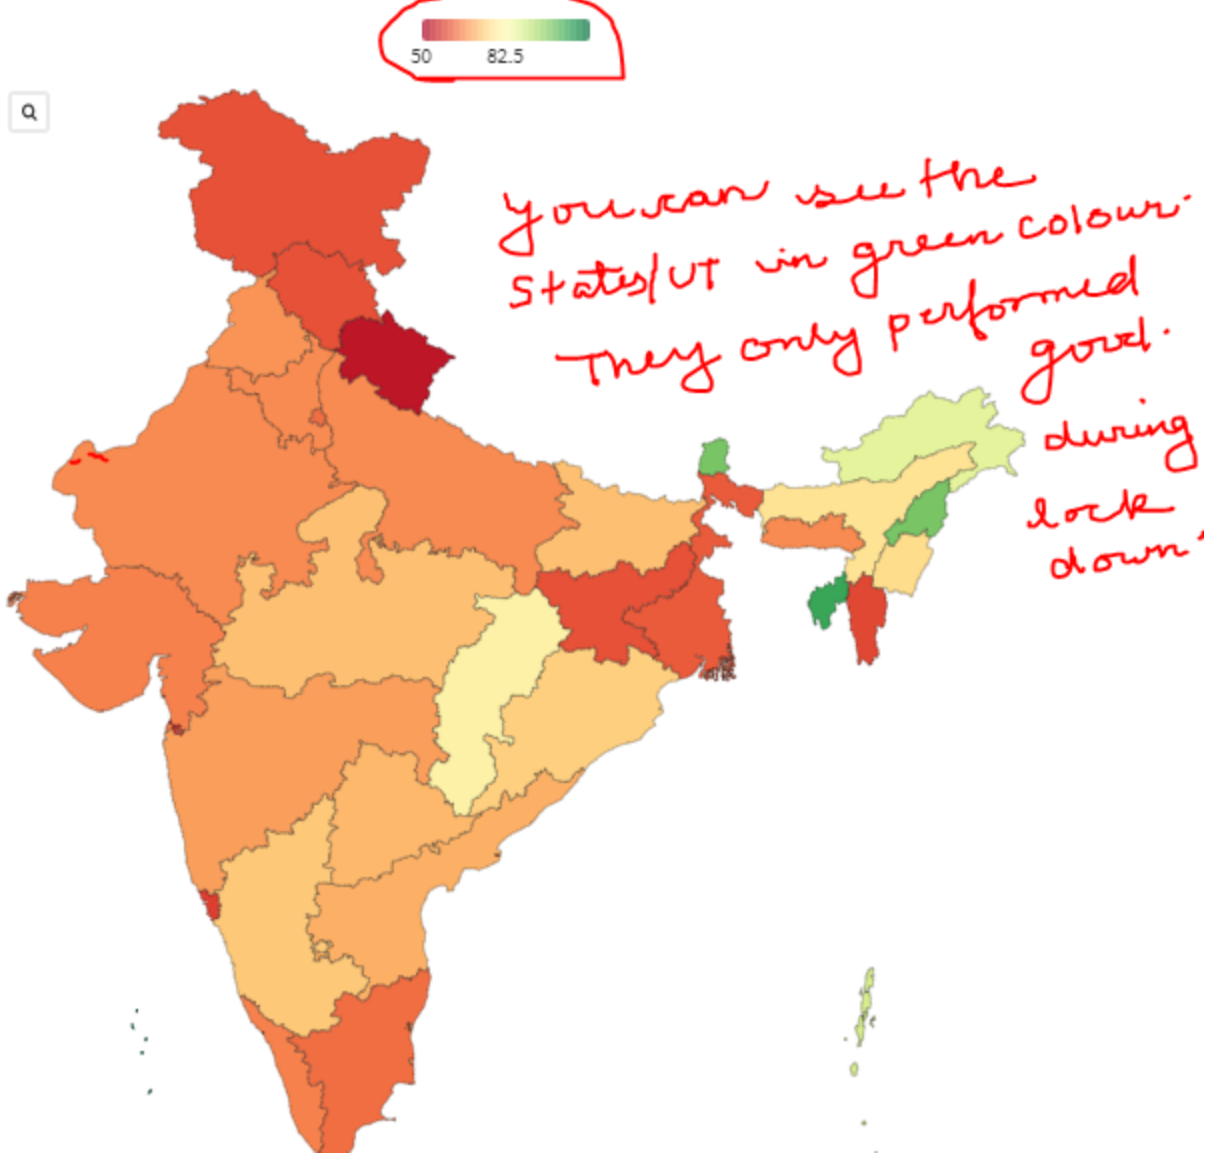 50 82.5
You can see the
States/UT in green colour.
They only performed
good.
during
lock
down.